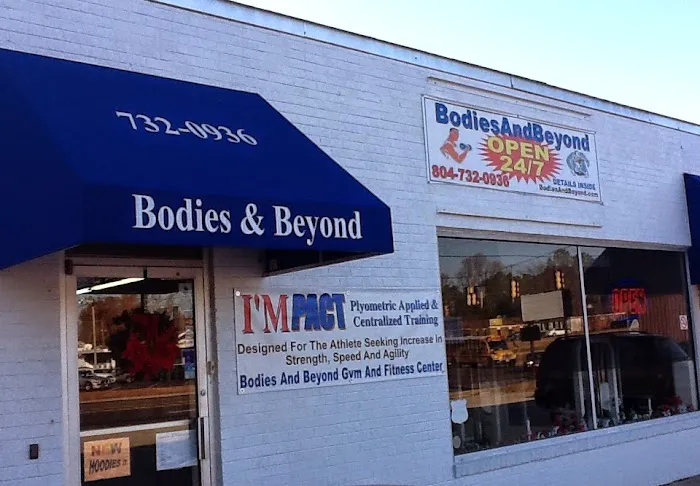 732-0936
Bodies & Beyond
BodiesAndBeyond
OPEN
24/7
804-732-0936
DETAILS INSIDE
BodiesAndBeyond.com
I'MPACT
Plyometric Applied &
Centralized Training
Designed For The Athlete Seeking Increase in
Strength, Speed And Agility
Bodies And Beyond Gym And Fitness Center
OPEN
NEW
HOODIES